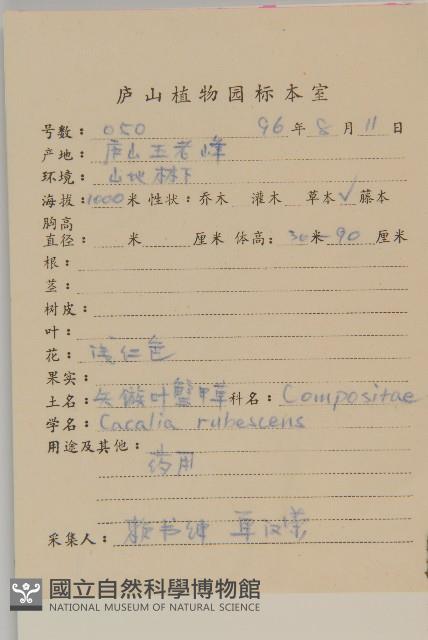 庐山植物园标本室
号数：050 96年8月11日
产地：庐山五老峰
环境：山地林下
海拔：1000米 性状：乔木 灌木 草本✓ 藤本
胸高
直径： 米 厘米 体高：30米-90厘米
根：
茎：
树皮：
叶：
花：淡红色
果实：
土名：矢镞叶蟹甲草 科名：Compositae
学名：Cacalia rubescens
用途及其他：
药用
采集人：
國立自然科學博物館
NATIONAL MUSEUM OF NATURAL SCIENCE